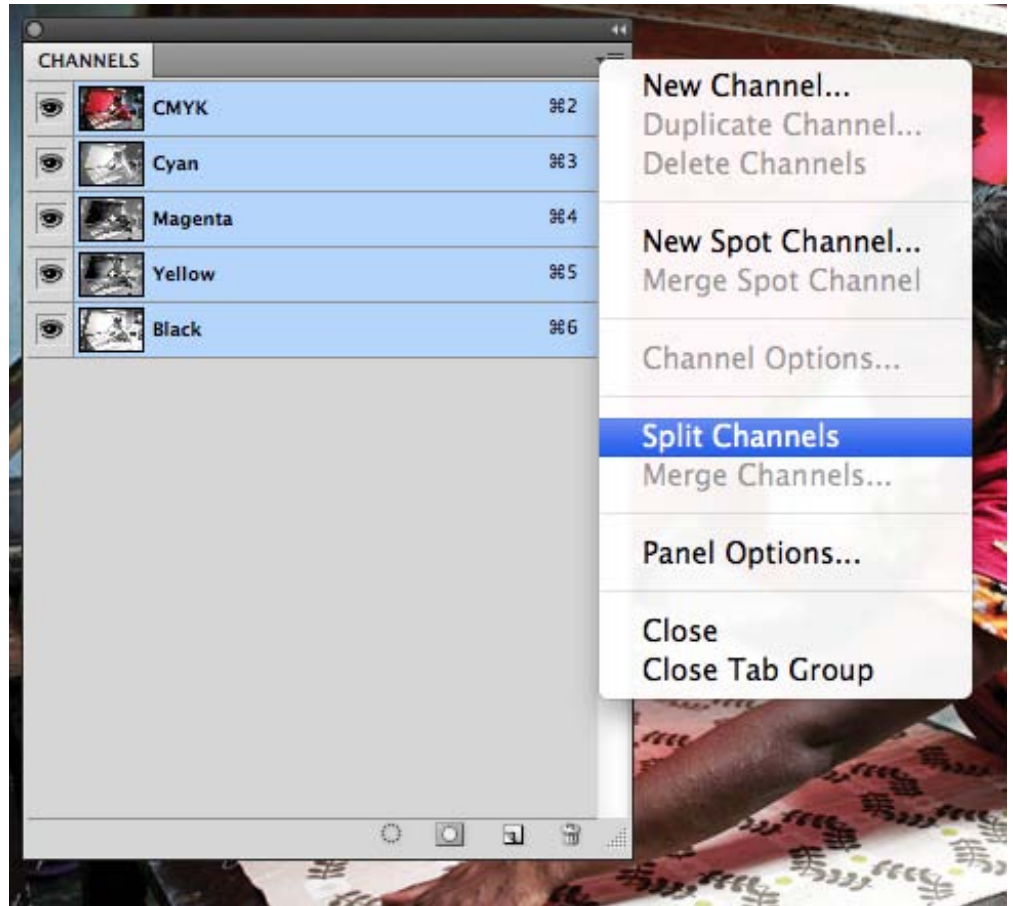 CHANNELS
CMYK ⌘2
Cyan ⌘3
Magenta ⌘4
Yellow ⌘5
Black ⌘6
New Channel...
Duplicate Channel...
Delete Channels
New Spot Channel...
Merge Spot Channel
Channel Options...
Split Channels
Merge Channels...
Panel Options...
Close
Close Tab Group